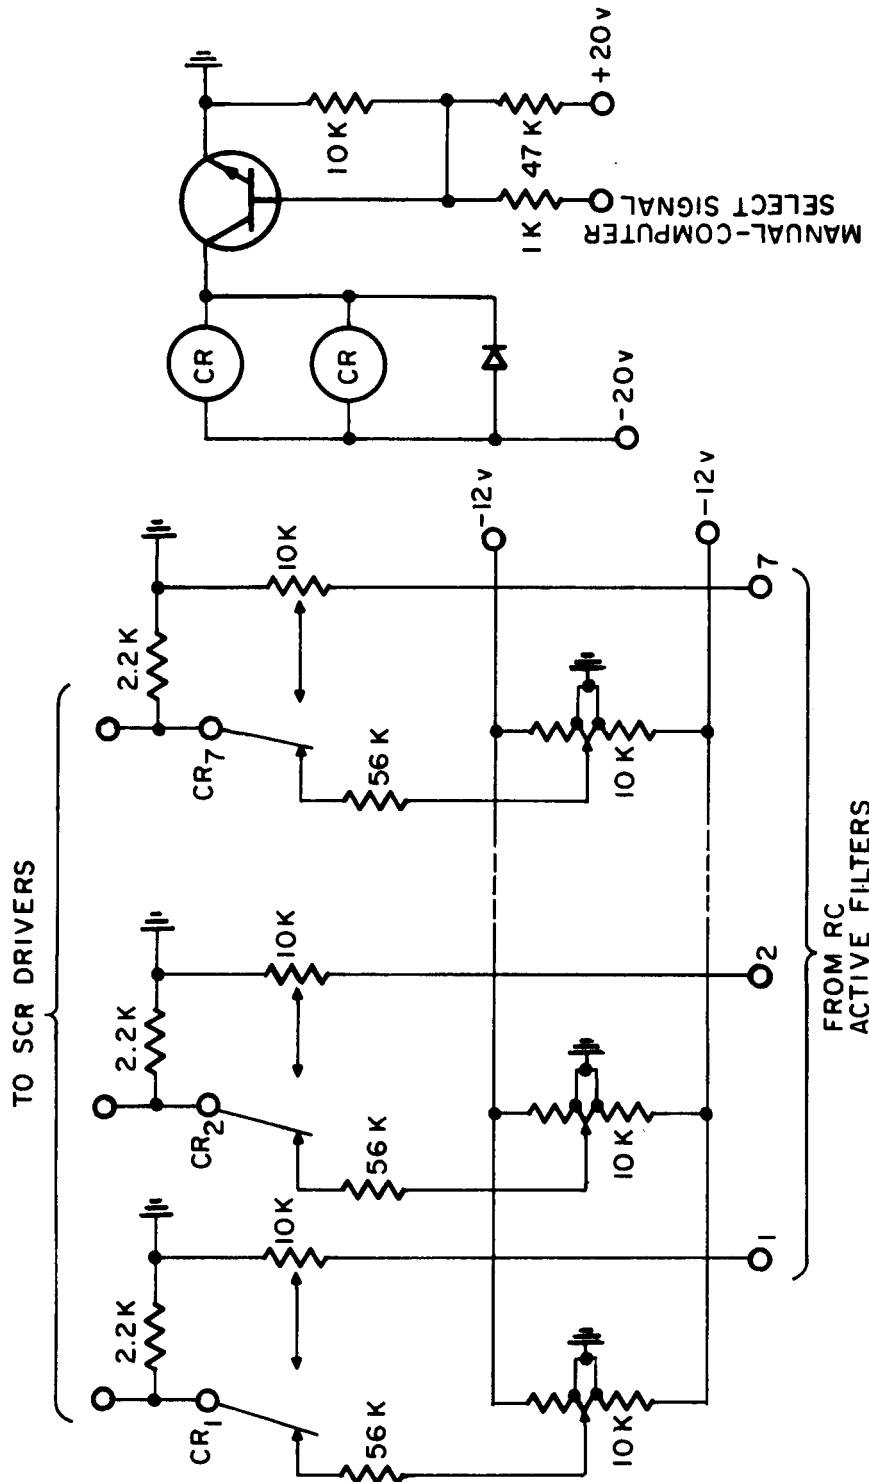 TO SCR DRIVERS
2.2K
2.2K
2.2K
CR1
CR2
CR7
10K
10K
10K
56K
56K
56K
10K
10K
10K
-12v
-12v
1
2
7
FROM RC
ACTIVE FILTERS
CR
CR
-20v
10K
1K
47K
+20v
MANUAL-COMPUTER
SELECT SIGNAL